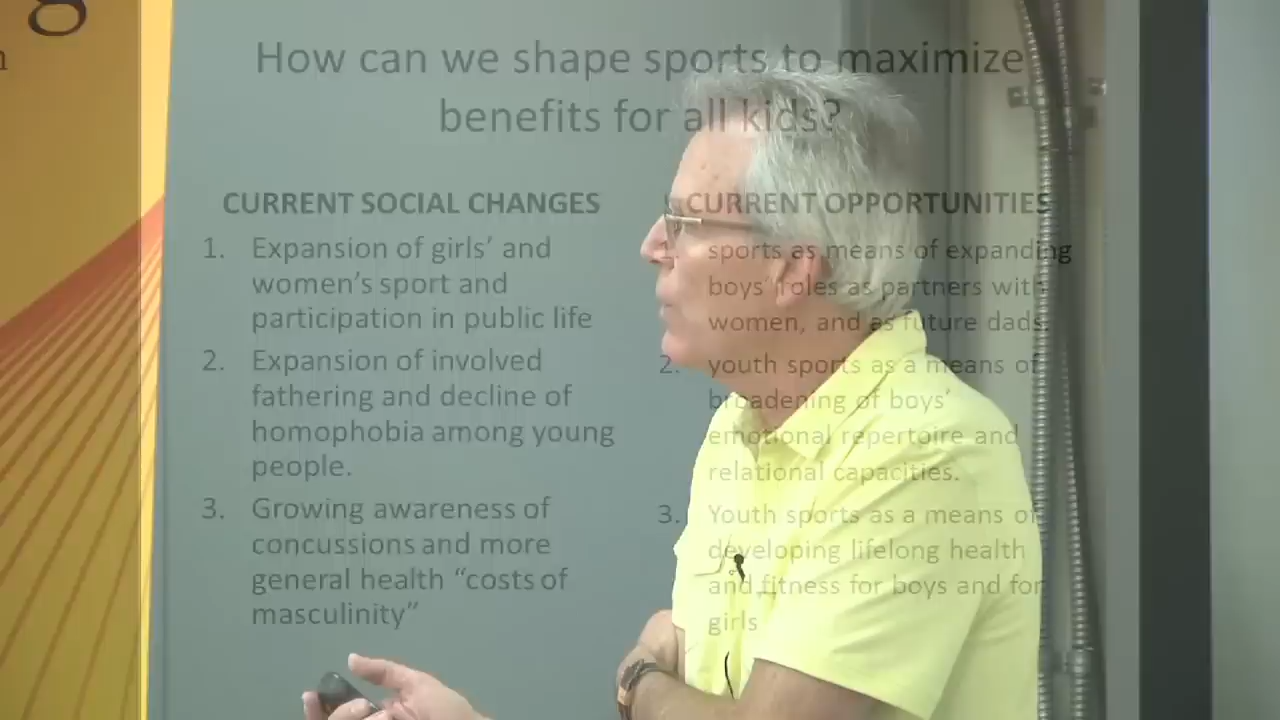 g
n
How can we shape sports to maximize
benefits for all kids?
CURRENT SOCIAL CHANGES
1. Expansion of girls’ and
women’s sport and
participation in public life
2. Expansion of involved
fathering and decline of
homophobia among young
people.
3. Growing awareness of
concussions and more
general health “costs of
masculinity”
CURRENT OPPORTUNITIES
sports as means of expanding
boys’ roles as partners with
women, and as future dads.
2. youth sports as a means of
broadening of boys’
emotional repertoire and
relational capacities.
3. Youth sports as a means of
developing lifelong health
and fitness for boys and for
girls